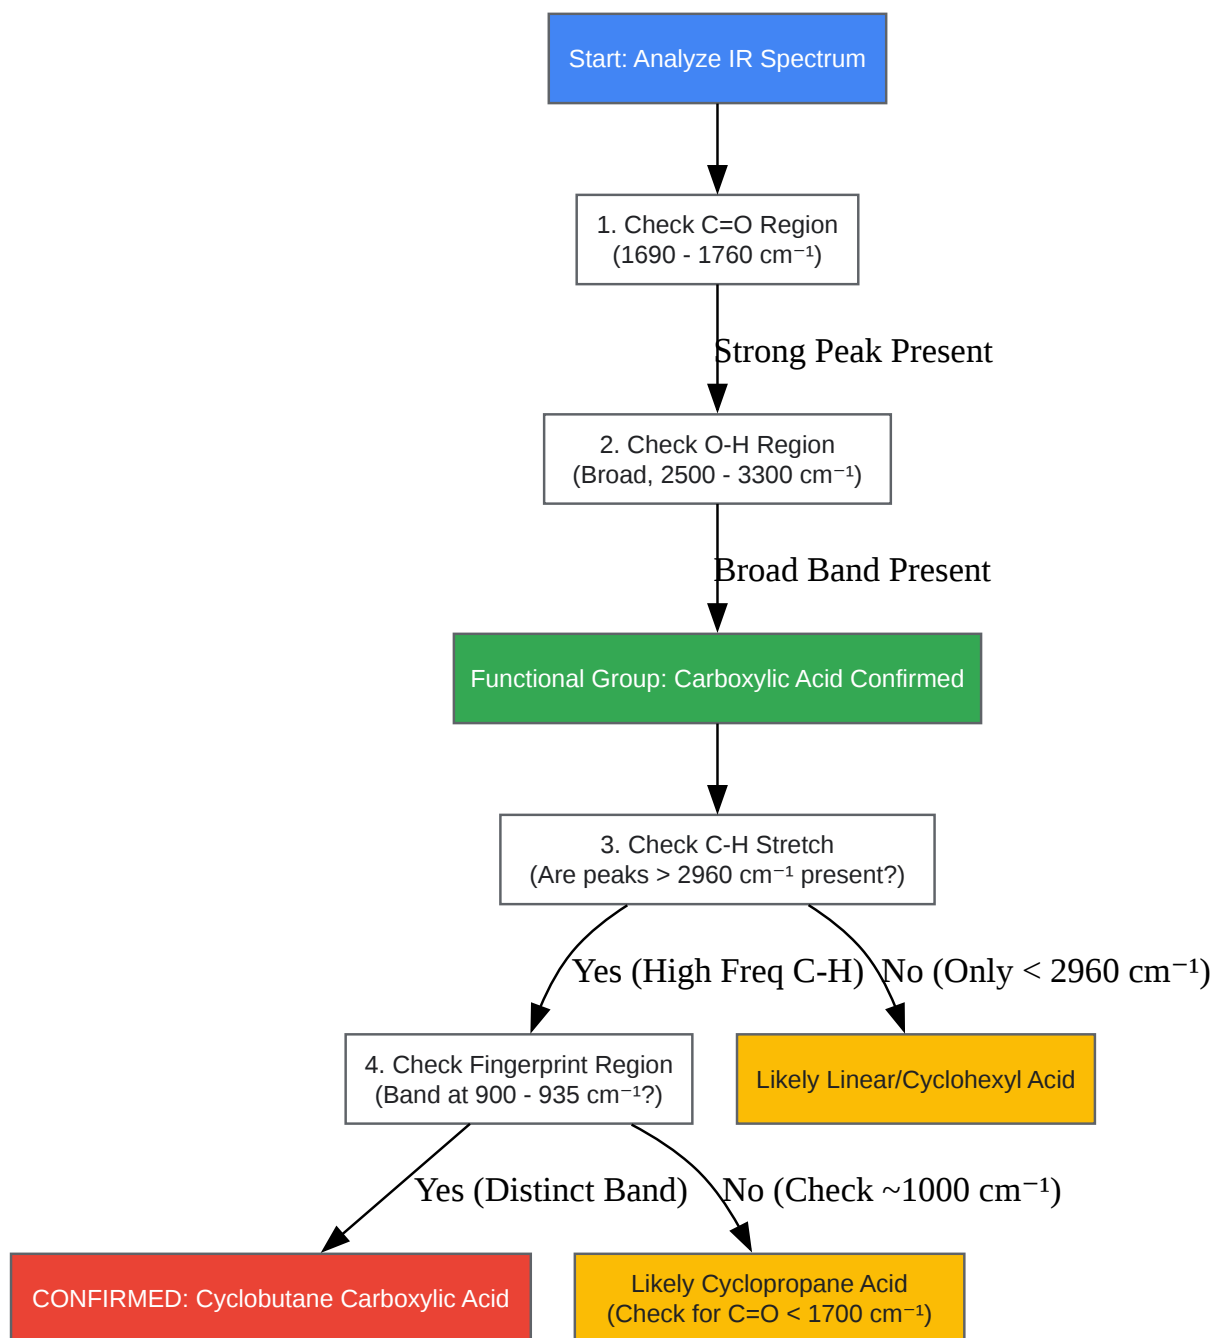 Start: Analyze IR Spectrum
1. Check C=O Region
(1690 - 1760 cm⁻¹)
Strong Peak Present
2. Check O-H Region
(Broad, 2500 - 3300 cm⁻¹)
Broad Band Present
Functional Group: Carboxylic Acid Confirmed
3. Check C-H Stretch
(Are peaks > 2960 cm⁻¹ present?)
Yes (High Freq C-H)
No (Only < 2960 cm⁻¹)
4. Check Fingerprint Region
(Band at 900 - 935 cm⁻¹?)
Likely Linear/Cyclohexyl Acid
Yes (Distinct Band)
No (Check ~1000 cm⁻¹)
CONFIRMED: Cyclobutane Carboxylic Acid
Likely Cyclopropane Acid
(Check for C=O < 1700 cm⁻¹)